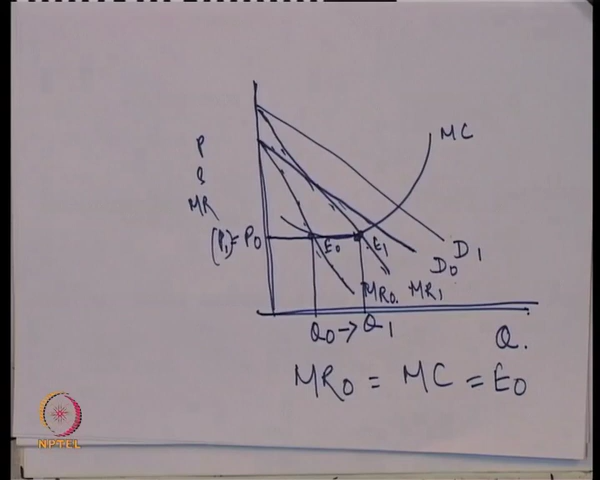 P
&
MR
(P₁)=P₀
MC
E₀
E₁
D₁
D₀
MR₀. MR₁
Q₀→Q₁
Q.
MR₀ = MC = E₀
NPTEL